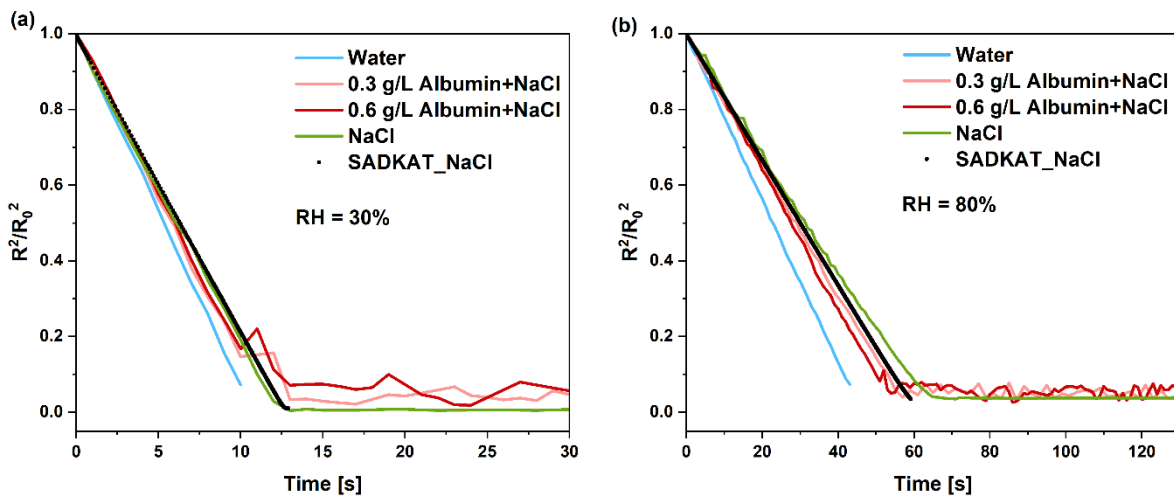 (a)
1.0
0.8
0.6
0.4
0.2
0.0
R²/R₀²
Water
0.3 g/L Albumin+NaCl
0.6 g/L Albumin+NaCl
NaCl
SADKAT_NaCl
RH = 30%
0 5 10 15 20 25 30
Time [s]
(b)
1.0
0.8
0.6
0.4
0.2
0.0
R²/R₀²
Water
0.3 g/L Albumin+NaCl
0.6 g/L Albumin+NaCl
NaCl
SADKAT_NaCl
RH = 80%
0 20 40 60 80 100 120
Time [s]